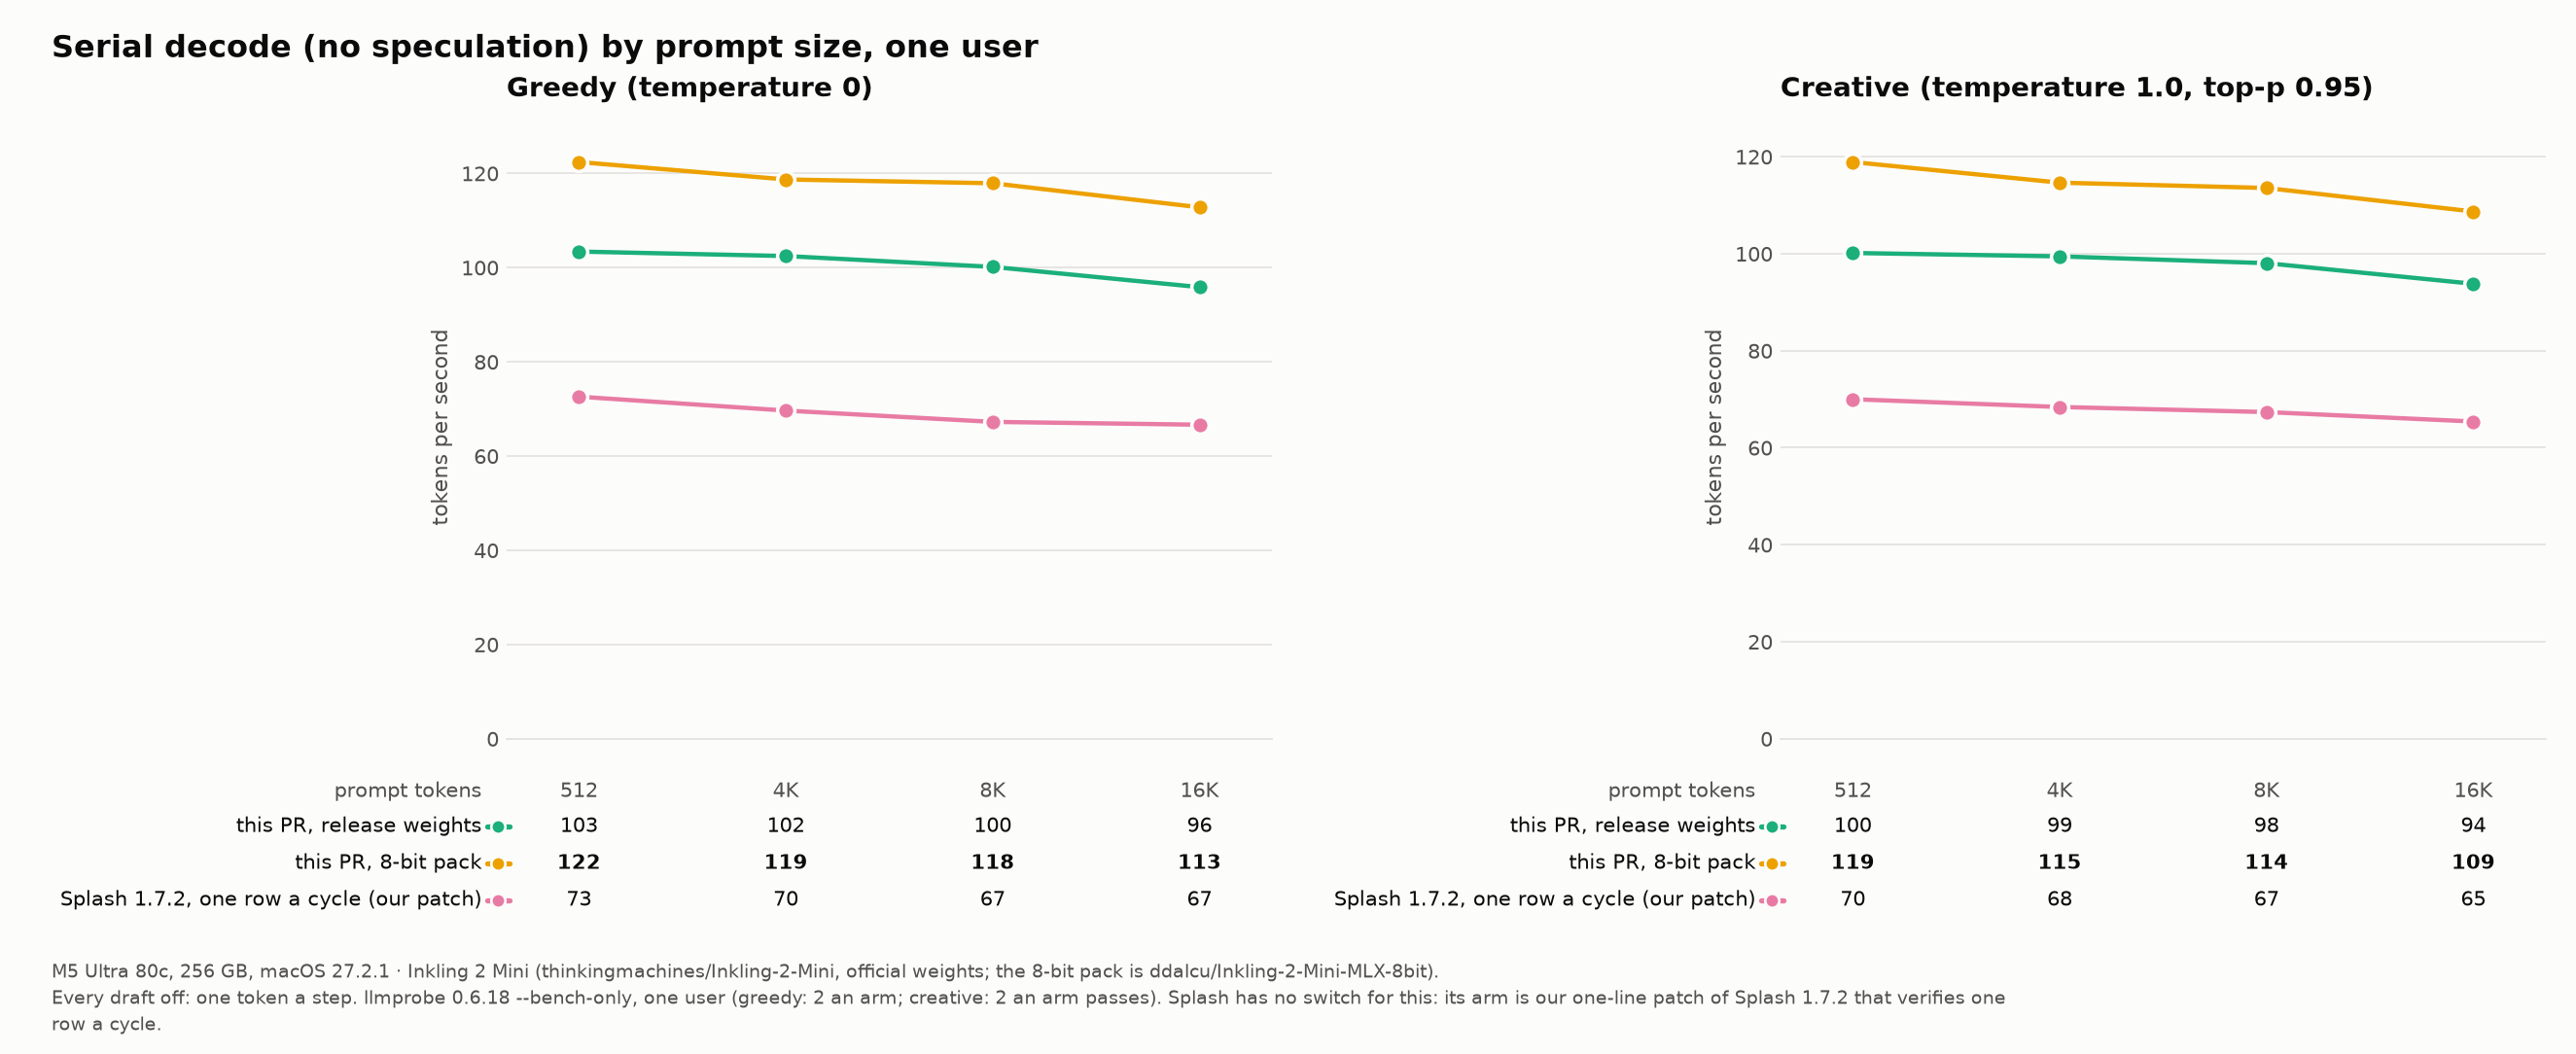 Serial decode (no speculation) by prompt size, one user
Greedy (temperature 0)
Creative (temperature 1.0, top-p 0.95)
tokens per second
120
100
80
60
40
20
0
tokens per second
120
100
80
60
40
20
0
prompt tokens 512 4K 8K 16K
this PR, release weights 103 102 100 96
this PR, 8-bit pack 122 119 118 113
Splash 1.7.2, one row a cycle (our patch) 73 70 67 67
prompt tokens 512 4K 8K 16K
this PR, release weights 100 99 98 94
this PR, 8-bit pack 119 115 114 109
Splash 1.7.2, one row a cycle (our patch) 70 68 67 65
M5 Ultra 80c, 256 GB, macOS 27.2.1 · Inkling 2 Mini (thinkingmachines/Inkling-2-Mini, official weights; the 8-bit pack is ddalcu/Inkling-2-Mini-MLX-8bit).
Every draft off: one token a step. llmprobe 0.6.18 --bench-only, one user (greedy: 2 an arm; creative: 2 an arm passes). Splash has no switch for this: its arm is our one-line patch of Splash 1.7.2 that verifies one
row a cycle.